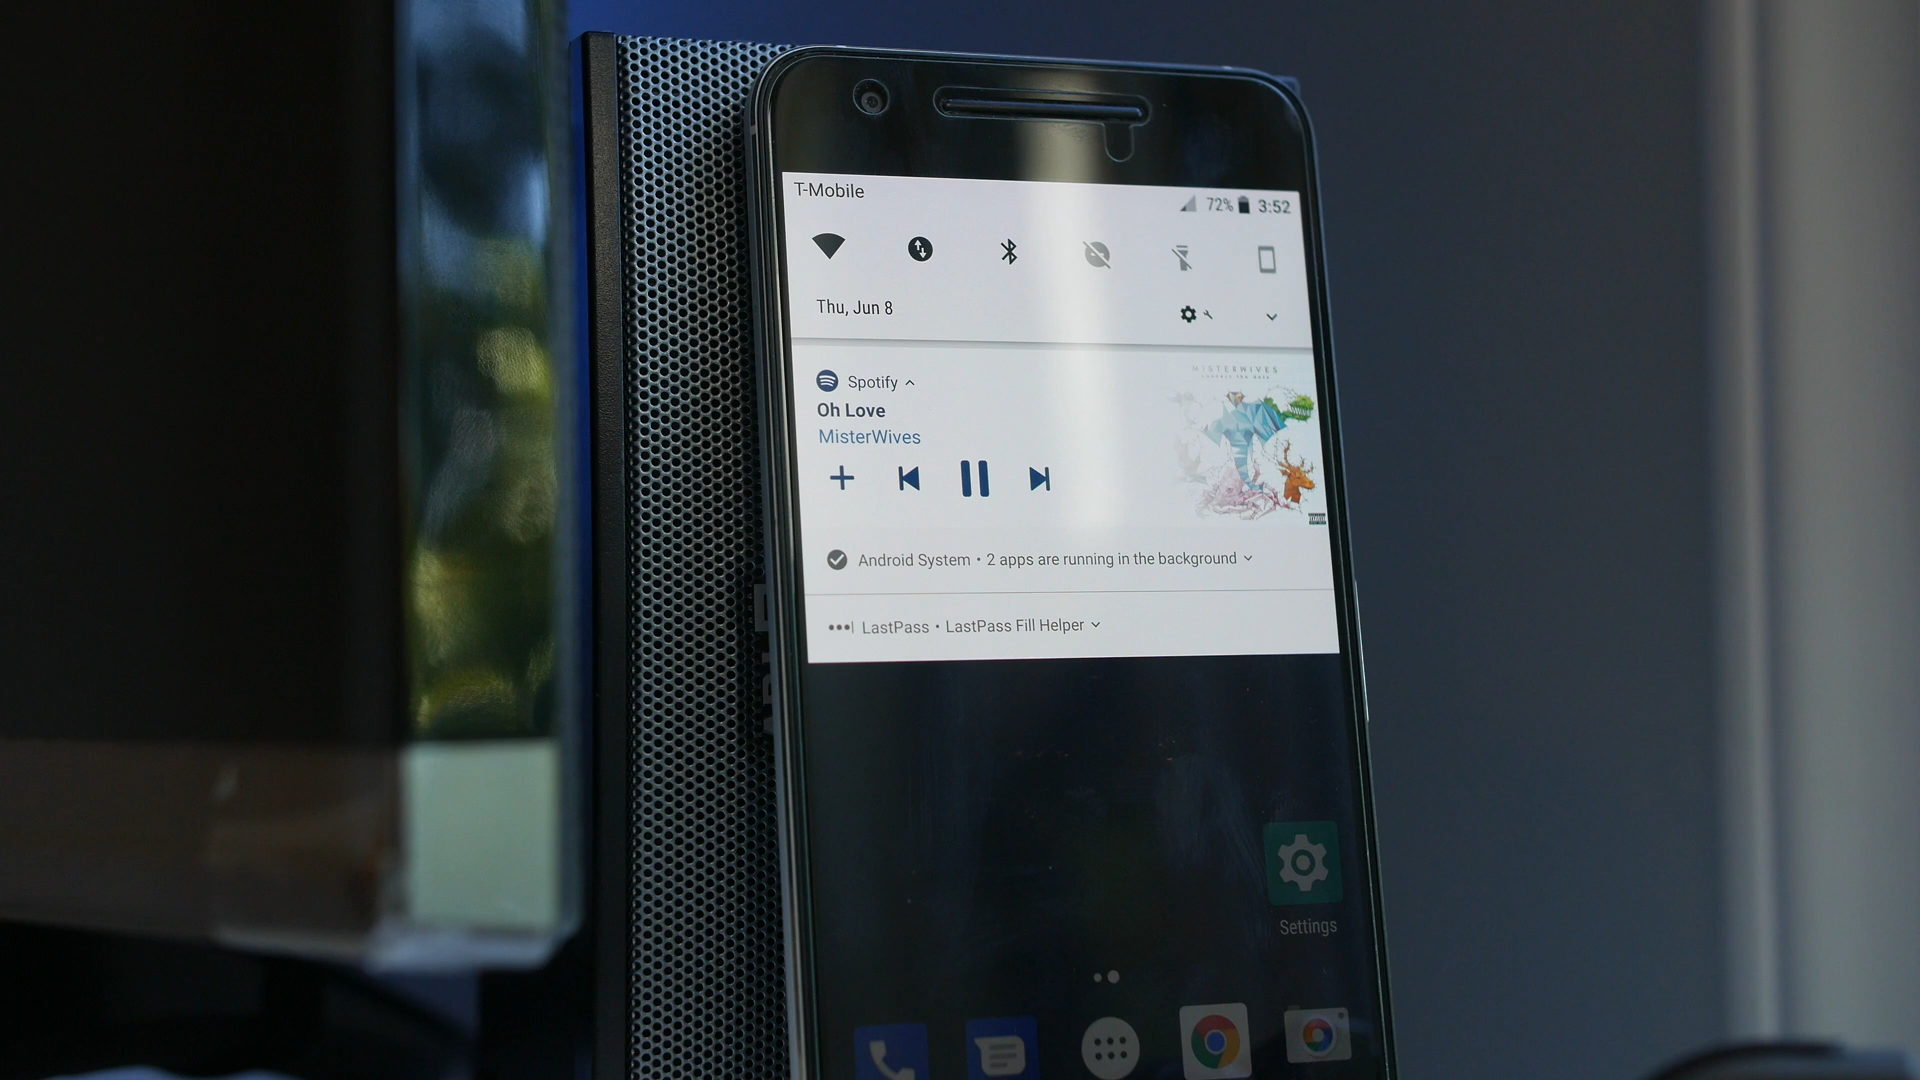 T-Mobile
72% 3:52
Thu, Jun 8
Spotify
Oh Love
MisterWives
MISTERWIVES
Android System • 2 apps are running in the background
LastPass • LastPass Fill Helper
Settings